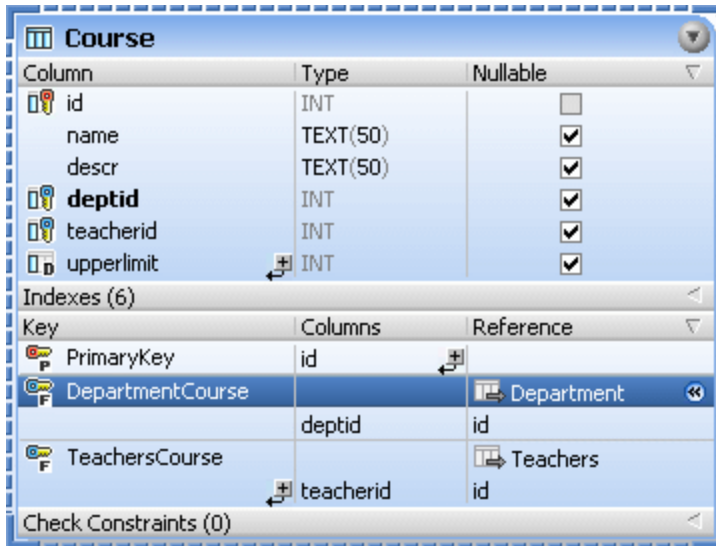 Course
Column Type Nullable
id INT
name TEXT(50)
descr TEXT(50)
deptid INT
teacherid INT
D upperlimit INT
Indexes (6)
Key Columns Reference
P PrimaryKey id
F DepartmentCourse Department
deptid id
F TeachersCourse Teachers
teacherid id
Check Constraints (0)